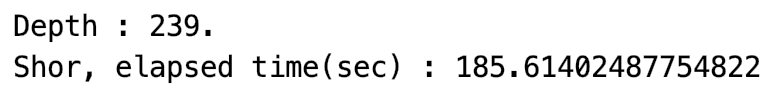 Depth : 239.
Shor, elapsed time(sec) : 185.61402487754822